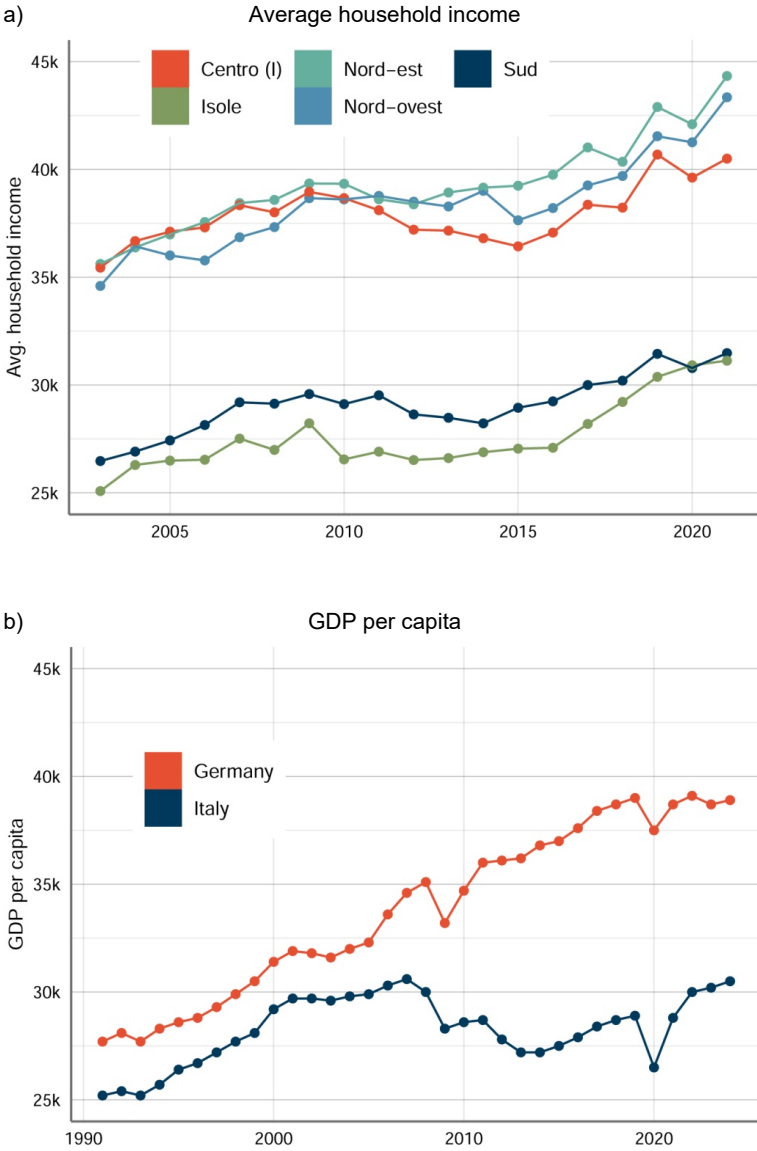 a) Average household income
Centro (I) Nord−est Sud
Isole Nord−ovest
Avg. household income
45k
40k
35k
30k
25k
2005 2010 2015 2020
b) GDP per capita
Germany
Italy
GDP per capita
45k
40k
35k
30k
25k
1990 2000 2010 2020